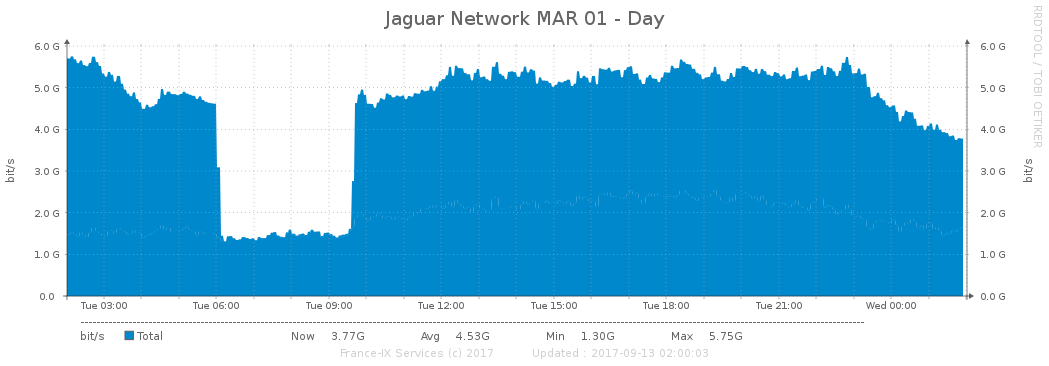 Jaguar Network MAR 01 - Day
RRDTOOL / TOBI OETIKER
bit/s
6.0 G 6.0 G
5.0 G 5.0 G
4.0 G 4.0 G
3.0 G 3.0 G
2.0 G 2.0 G
1.0 G 1.0 G
0.0 0.0 G
bit/s
Tue 03:00 Tue 06:00 Tue 09:00 Tue 12:00 Tue 15:00 Tue 18:00 Tue 21:00 Wed 00:00
bit/s Total Now 3.77G Avg 4.53G Min 1.30G Max 5.75G
France-IX Services (c) 2017 Updated : 2017-09-13 02:00:03